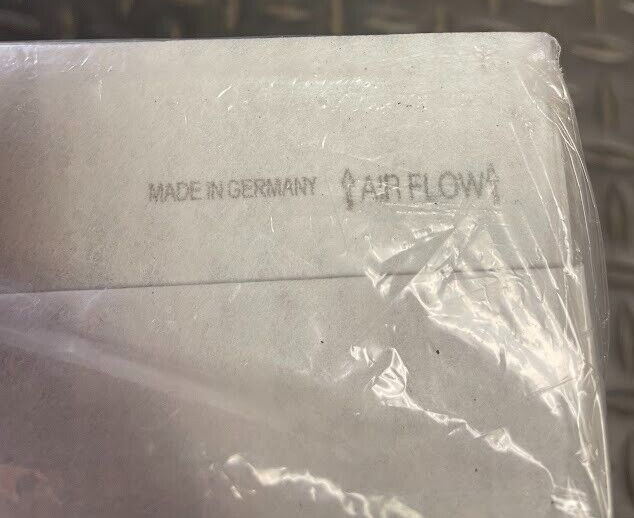 MADE IN GERMANY ↑ AIR FLOW ↑